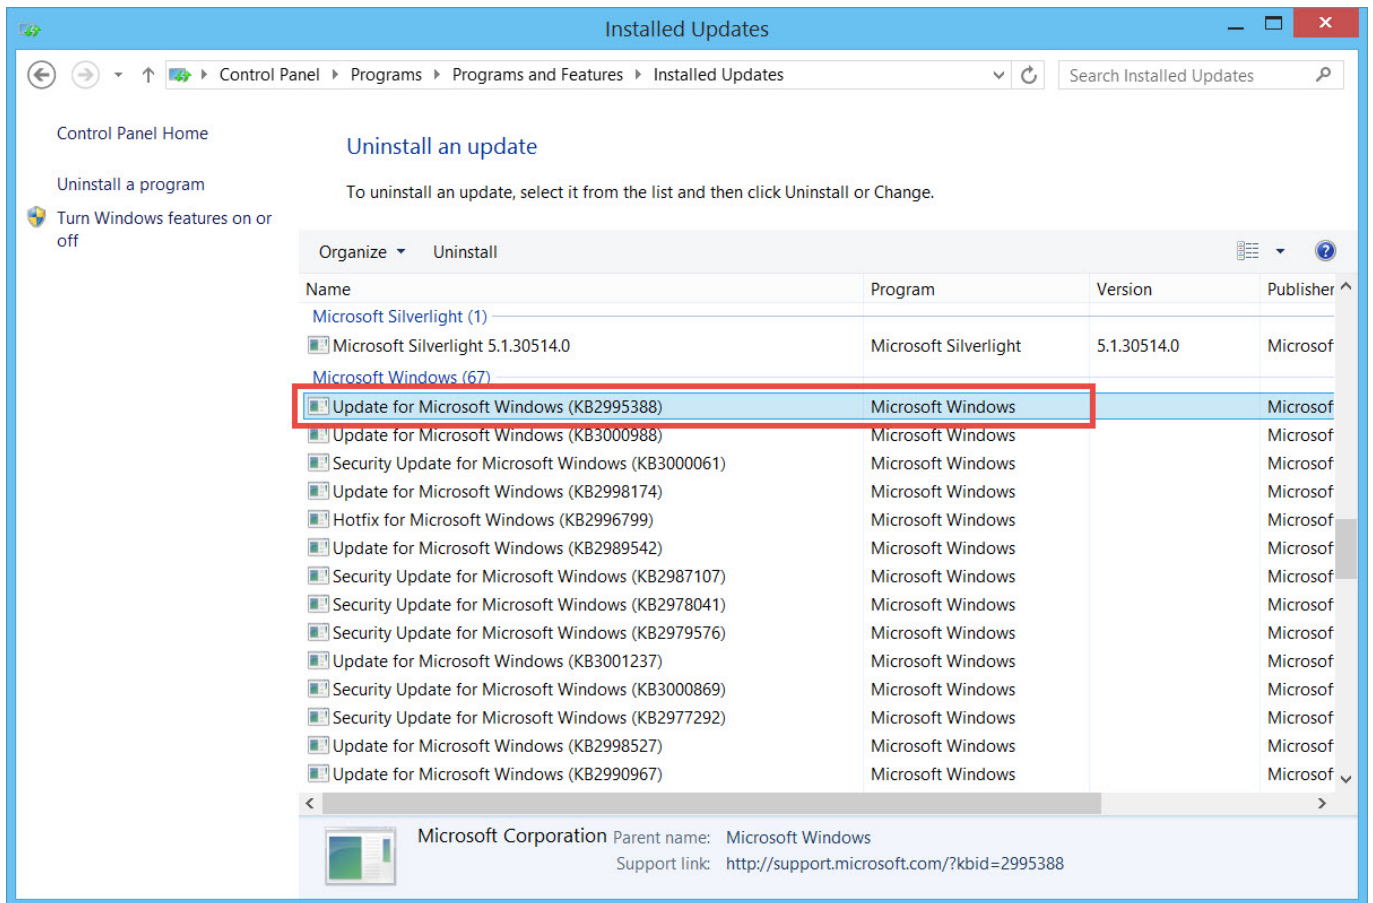 Installed Updates
Control Panel Programs Programs and Features Installed Updates Search Installed Updates
Control Panel Home
Uninstall a program
Turn Windows features on or
off
Uninstall an update
To uninstall an update, select it from the list and then click Uninstall or Change.
Organize Uninstall
Name Program Version Publisher
Microsoft Silverlight (1)
Microsoft Silverlight 5.1.30514.0 Microsoft Silverlight 5.1.30514.0 Microsof
Microsoft Windows (67)
Update for Microsoft Windows (KB2995388) Microsoft Windows Microsof
Update for Microsoft Windows (KB3000988) Microsoft Windows Microsof
Security Update for Microsoft Windows (KB3000061) Microsoft Windows Microsof
Update for Microsoft Windows (KB2998174) Microsoft Windows Microsof
Hotfix for Microsoft Windows (KB2996799) Microsoft Windows Microsof
Update for Microsoft Windows (KB2989542) Microsoft Windows Microsof
Security Update for Microsoft Windows (KB2987107) Microsoft Windows Microsof
Security Update for Microsoft Windows (KB2978041) Microsoft Windows Microsof
Security Update for Microsoft Windows (KB2979576) Microsoft Windows Microsof
Update for Microsoft Windows (KB3001237) Microsoft Windows Microsof
Security Update for Microsoft Windows (KB3000869) Microsoft Windows Microsof
Security Update for Microsoft Windows (KB2977292) Microsoft Windows Microsof
Update for Microsoft Windows (KB2998527) Microsoft Windows Microsof
Update for Microsoft Windows (KB2990967) Microsoft Windows Microsof
Microsoft Corporation Parent name: Microsoft Windows
Support link: http://support.microsoft.com/?kbid=2995388